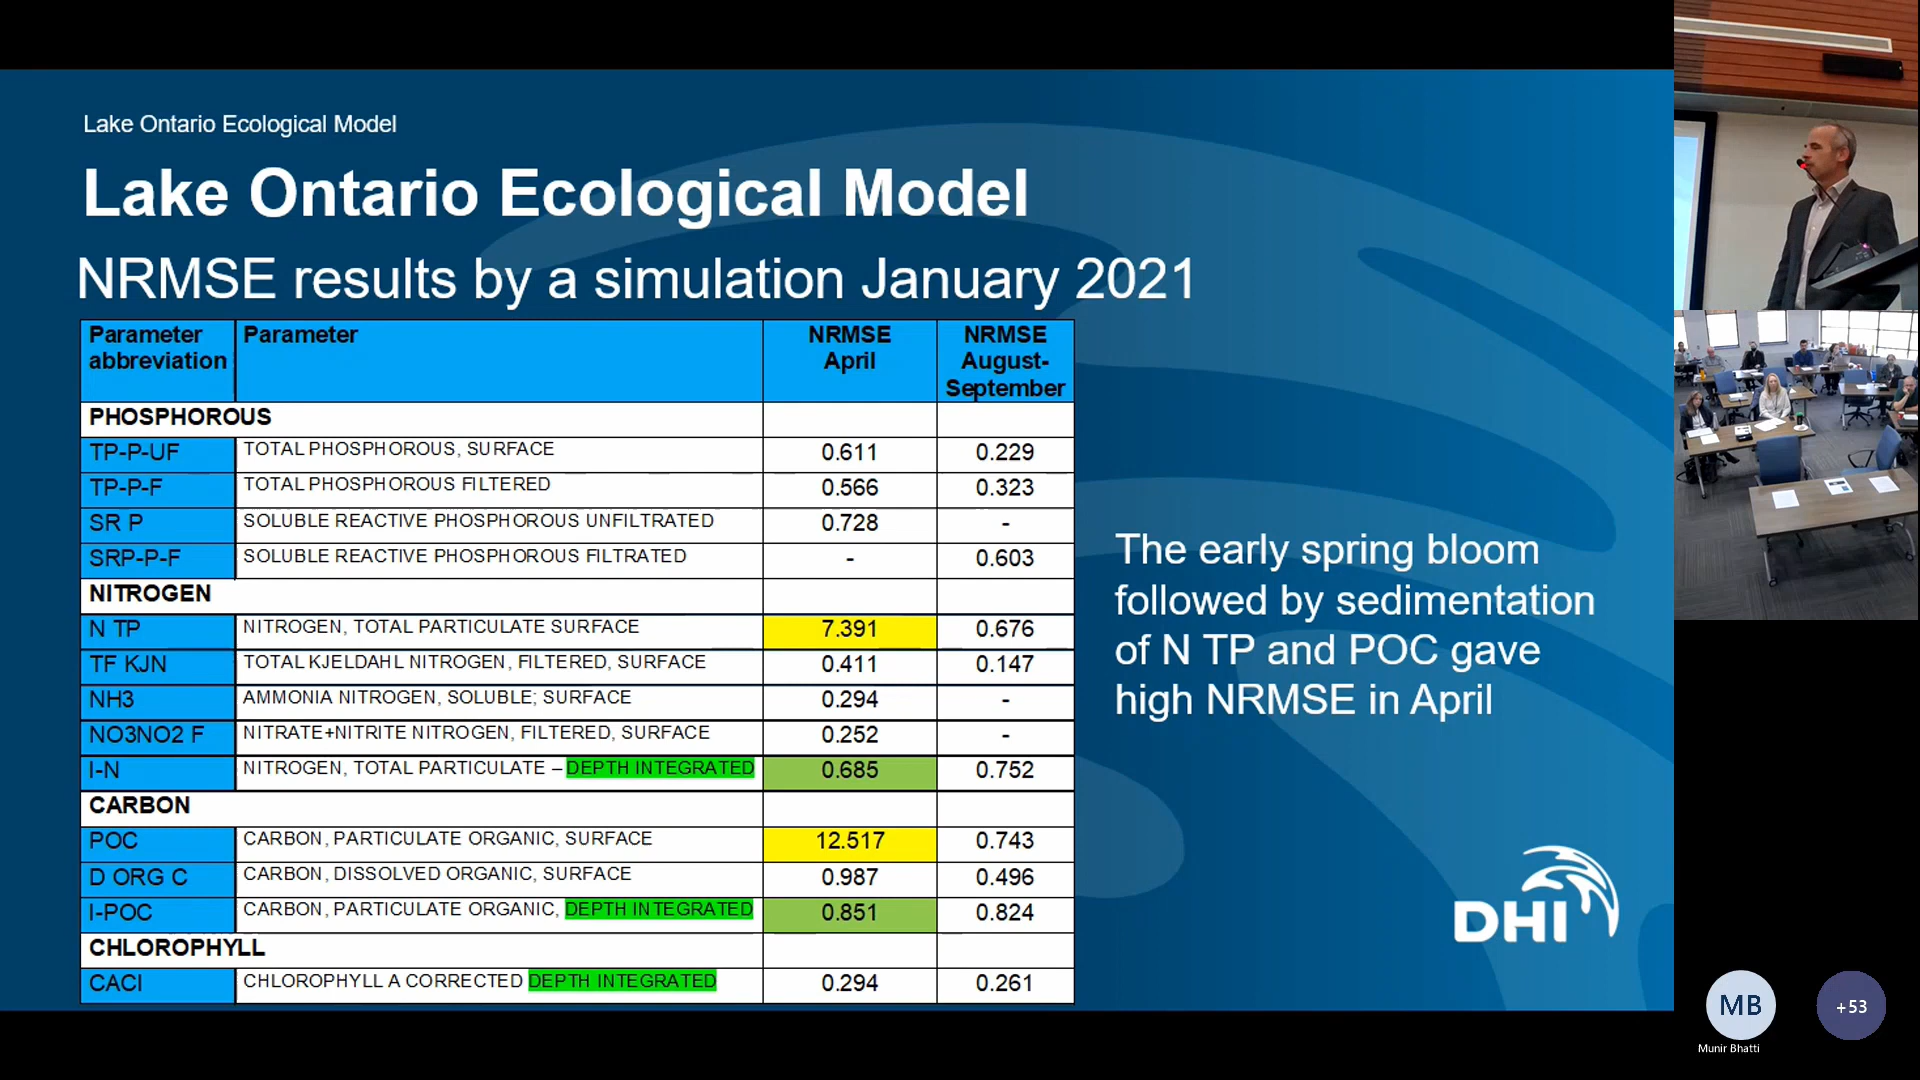 Lake Ontario Ecological Model
Lake Ontario Ecological Model
NRMSE results by a simulation January 2021
Parameter abbreviation Parameter NRMSE April NRMSE August-September
PHOSPHOROUS
TP-P-UF TOTAL PHOSPHOROUS, SURFACE 0.611 0.229
TP-P-F TOTAL PHOSPHOROUS FILTERED 0.566 0.323
SR P SOLUBLE REACTIVE PHOSPHOROUS UNFILTRATED 0.728 -
SRP-P-F SOLUBLE REACTIVE PHOSPHOROUS FILTRATED - 0.603
NITROGEN
N TP NITROGEN, TOTAL PARTICULATE SURFACE 7.391 0.676
TF KJN TOTAL KJELDAHL NITROGEN, FILTERED, SURFACE 0.411 0.147
NH3 AMMONIA NITROGEN, SOLUBLE; SURFACE 0.294 -
NO3NO2 F NITRATE+NITRITE NITROGEN, FILTERED, SURFACE 0.252 -
I-N NITROGEN, TOTAL PARTICULATE – DEPTH INTEGRATED 0.685 0.752
CARBON
POC CARBON, PARTICULATE ORGANIC, SURFACE 12.517 0.743
D ORG C CARBON, DISSOLVED ORGANIC, SURFACE 0.987 0.496
I-POC CARBON, PARTICULATE ORGANIC, DEPTH INTEGRATED 0.851 0.824
CHLOROPHYLL
CACI CHLOROPHYLL A CORRECTED DEPTH INTEGRATED 0.294 0.261
The early spring bloom
followed by sedimentation
of N TP and POC gave
high NRMSE in April
DHI
MB
+53
Munir Bhatti